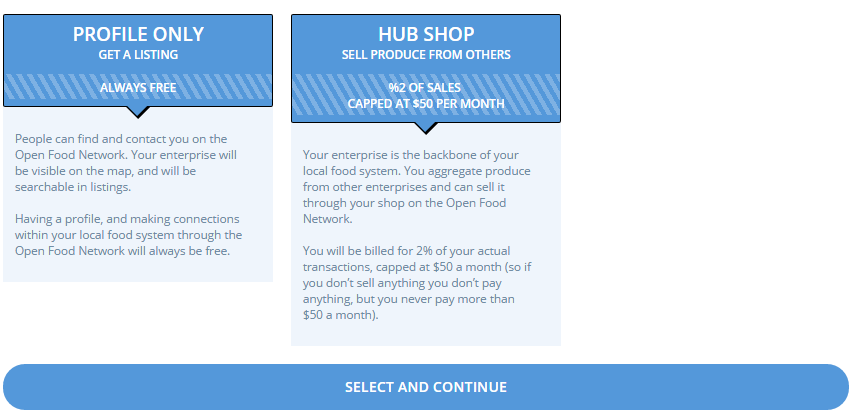 PROFILE ONLY
GET A LISTING
ALWAYS FREE
People can find and contact you on the
Open Food Network. Your enterprise will
be visible on the map, and will be
searchable in listings.
Having a profile, and making connections
within your local food system through the
Open Food Network will always be free.
HUB SHOP
SELL PRODUCE FROM OTHERS
%2 OF SALES
CAPPED AT $50 PER MONTH
Your enterprise is the backbone of your
local food system. You aggregate produce
from other enterprises and can sell it
through your shop on the Open Food
Network.
You will be billed for 2% of your actual
transactions, capped at $50 a month (so if
you don't sell anything you don't pay
anything, but you never pay more than
$50 a month).
SELECT AND CONTINUE